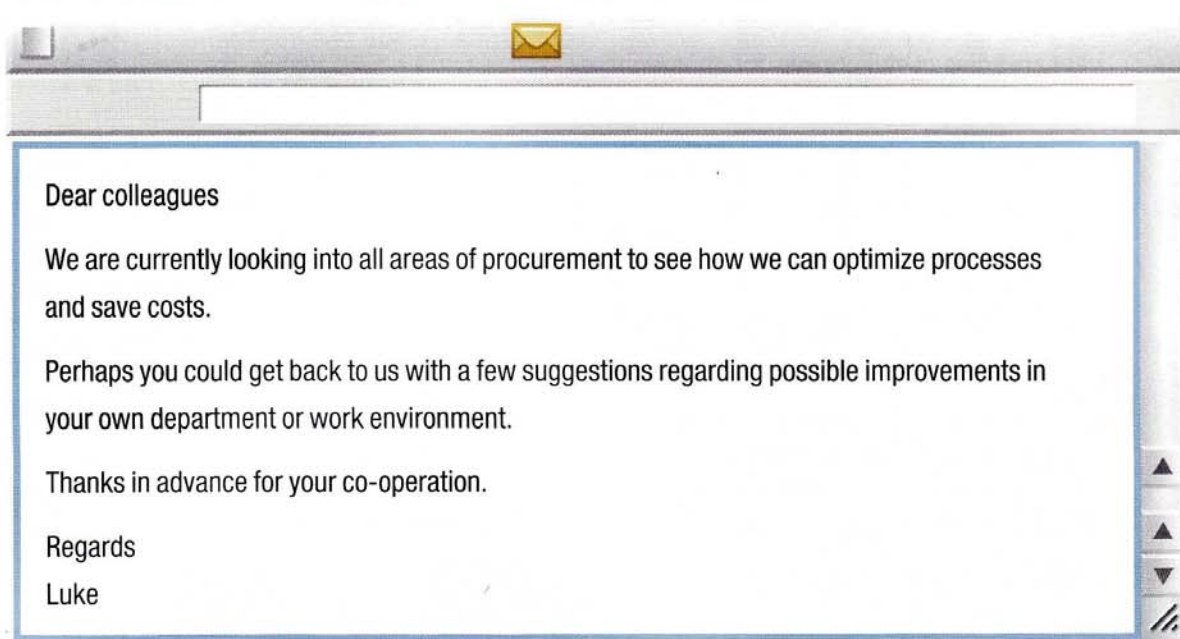 Dear colleagues
We are currently looking into all areas of procurement to see how we can optimize processes
and save costs.
Perhaps you could get back to us with a few suggestions regarding possible improvements in
your own department or work environment.
Thanks in advance for your co-operation.
Regards
Luke